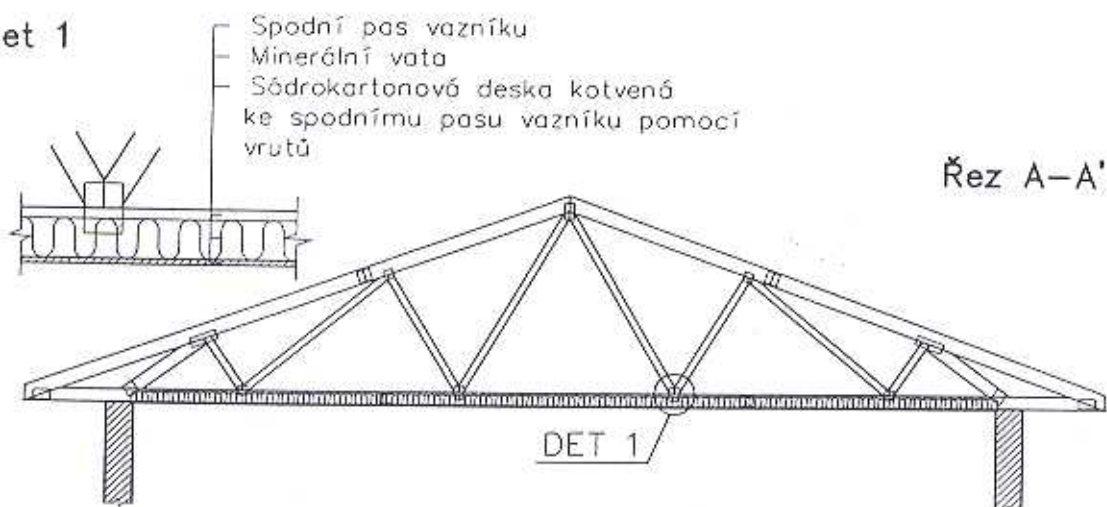 et 1
Spodní pas vazníku
Minerální vata
Sádrokartonová deska kotvená
ke spodnímu pasu vazníku pomocí
vrutů
Řez A–A'
DET 1